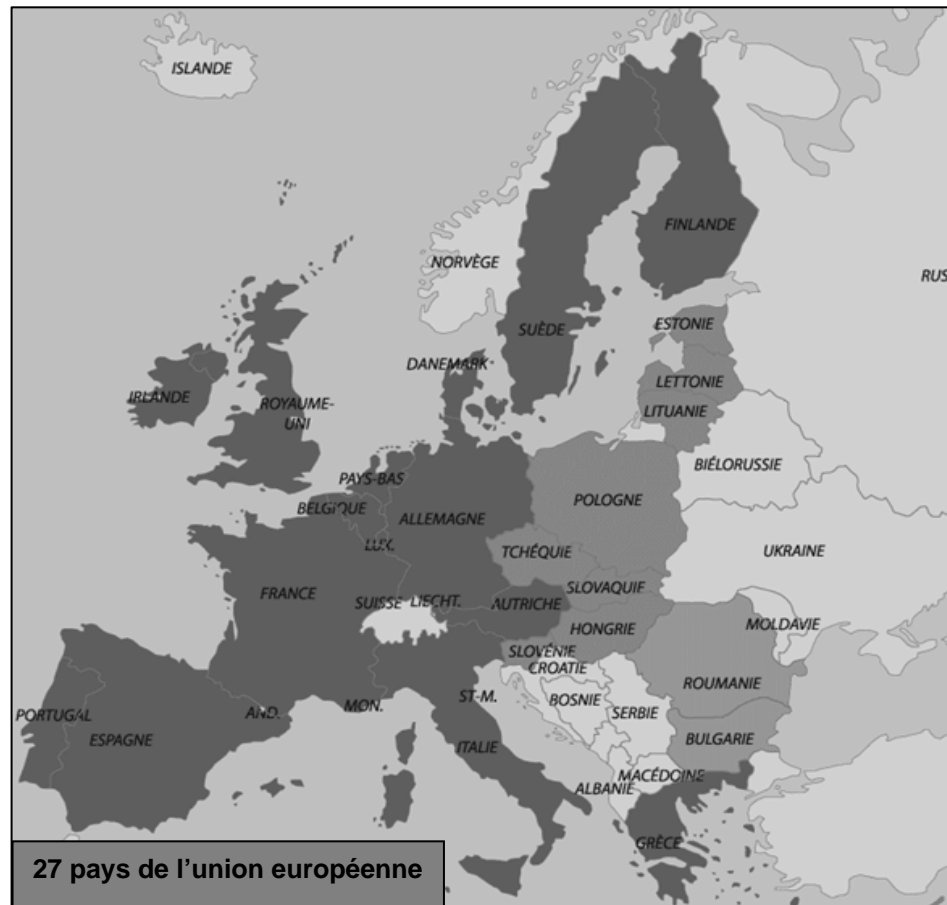 ISLANDE
FINLANDE
NORVÈGE
RUS
SUÈDE
ESTONIE
DANEMARK
LETTONIE
IRLANDE
ROYAUME-
UNI
LITUANIE
BIÉLORUSSIE
PAYS-BAS
POLOGNE
BELGIQUE
ALLEMAGNE
LUX.
TCHÉQUIE
UKRAINE
SLOVAQUIE
FRANCE
SUISSE
LIECHT.
AUTRICHE
HONGRIE
MOLDAVIE
SLOVÉNIE
CROATIE
ROUMANIE
BOSNIE
ST-M.
SERBIE
AND.
MON.
PORTUGAL
ESPAGNE
ITALIE
BULGARIE
MACÉDOINE
ALBANIE
GRÈCE
27 pays de l’union européenne